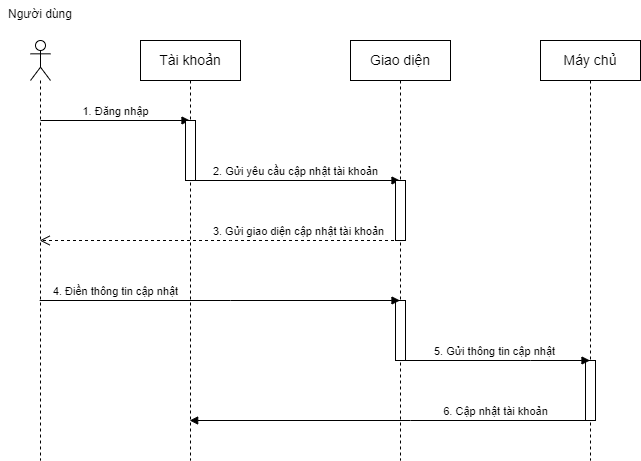 Người dùng
Tài khoản
Giao diện
Máy chủ
1. Đăng nhập
2. Gửi yêu cầu cập nhật tài khoản
3. Gửi giao diện cập nhật tài khoản
4. Điền thông tin cập nhật
5. Gửi thông tin cập nhật
6. Cập nhật tài khoản